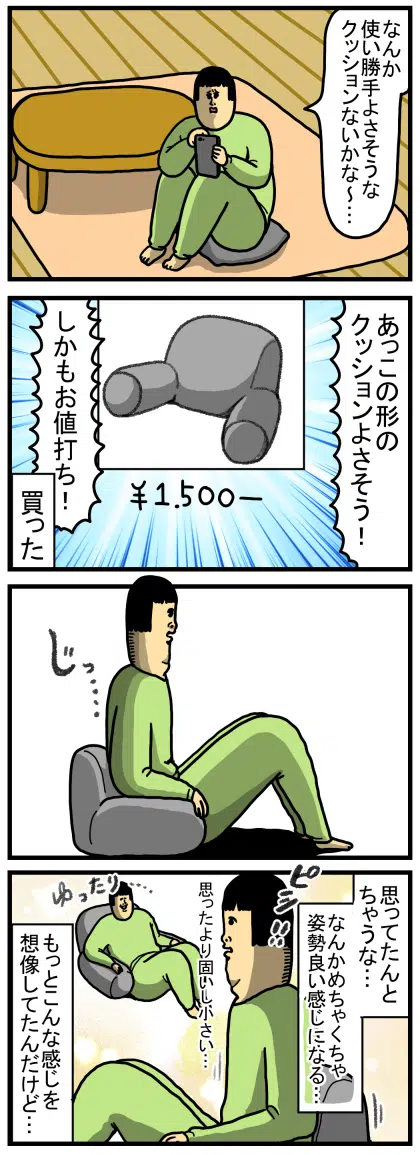 なんか
使い勝手よさそうな
クッションないかな〜…
あっこの形の
クッションよさそう！
しかもお値打ち！
¥1.500ー
買った
じっ……
思ってたんと
ちゃうな…
ピシ!!
なんかめちゃくちゃ
姿勢良い感じになる…
思ったより固いし小さい…
ゆったり……
もっとこんな感じを
想像してたんだけど…